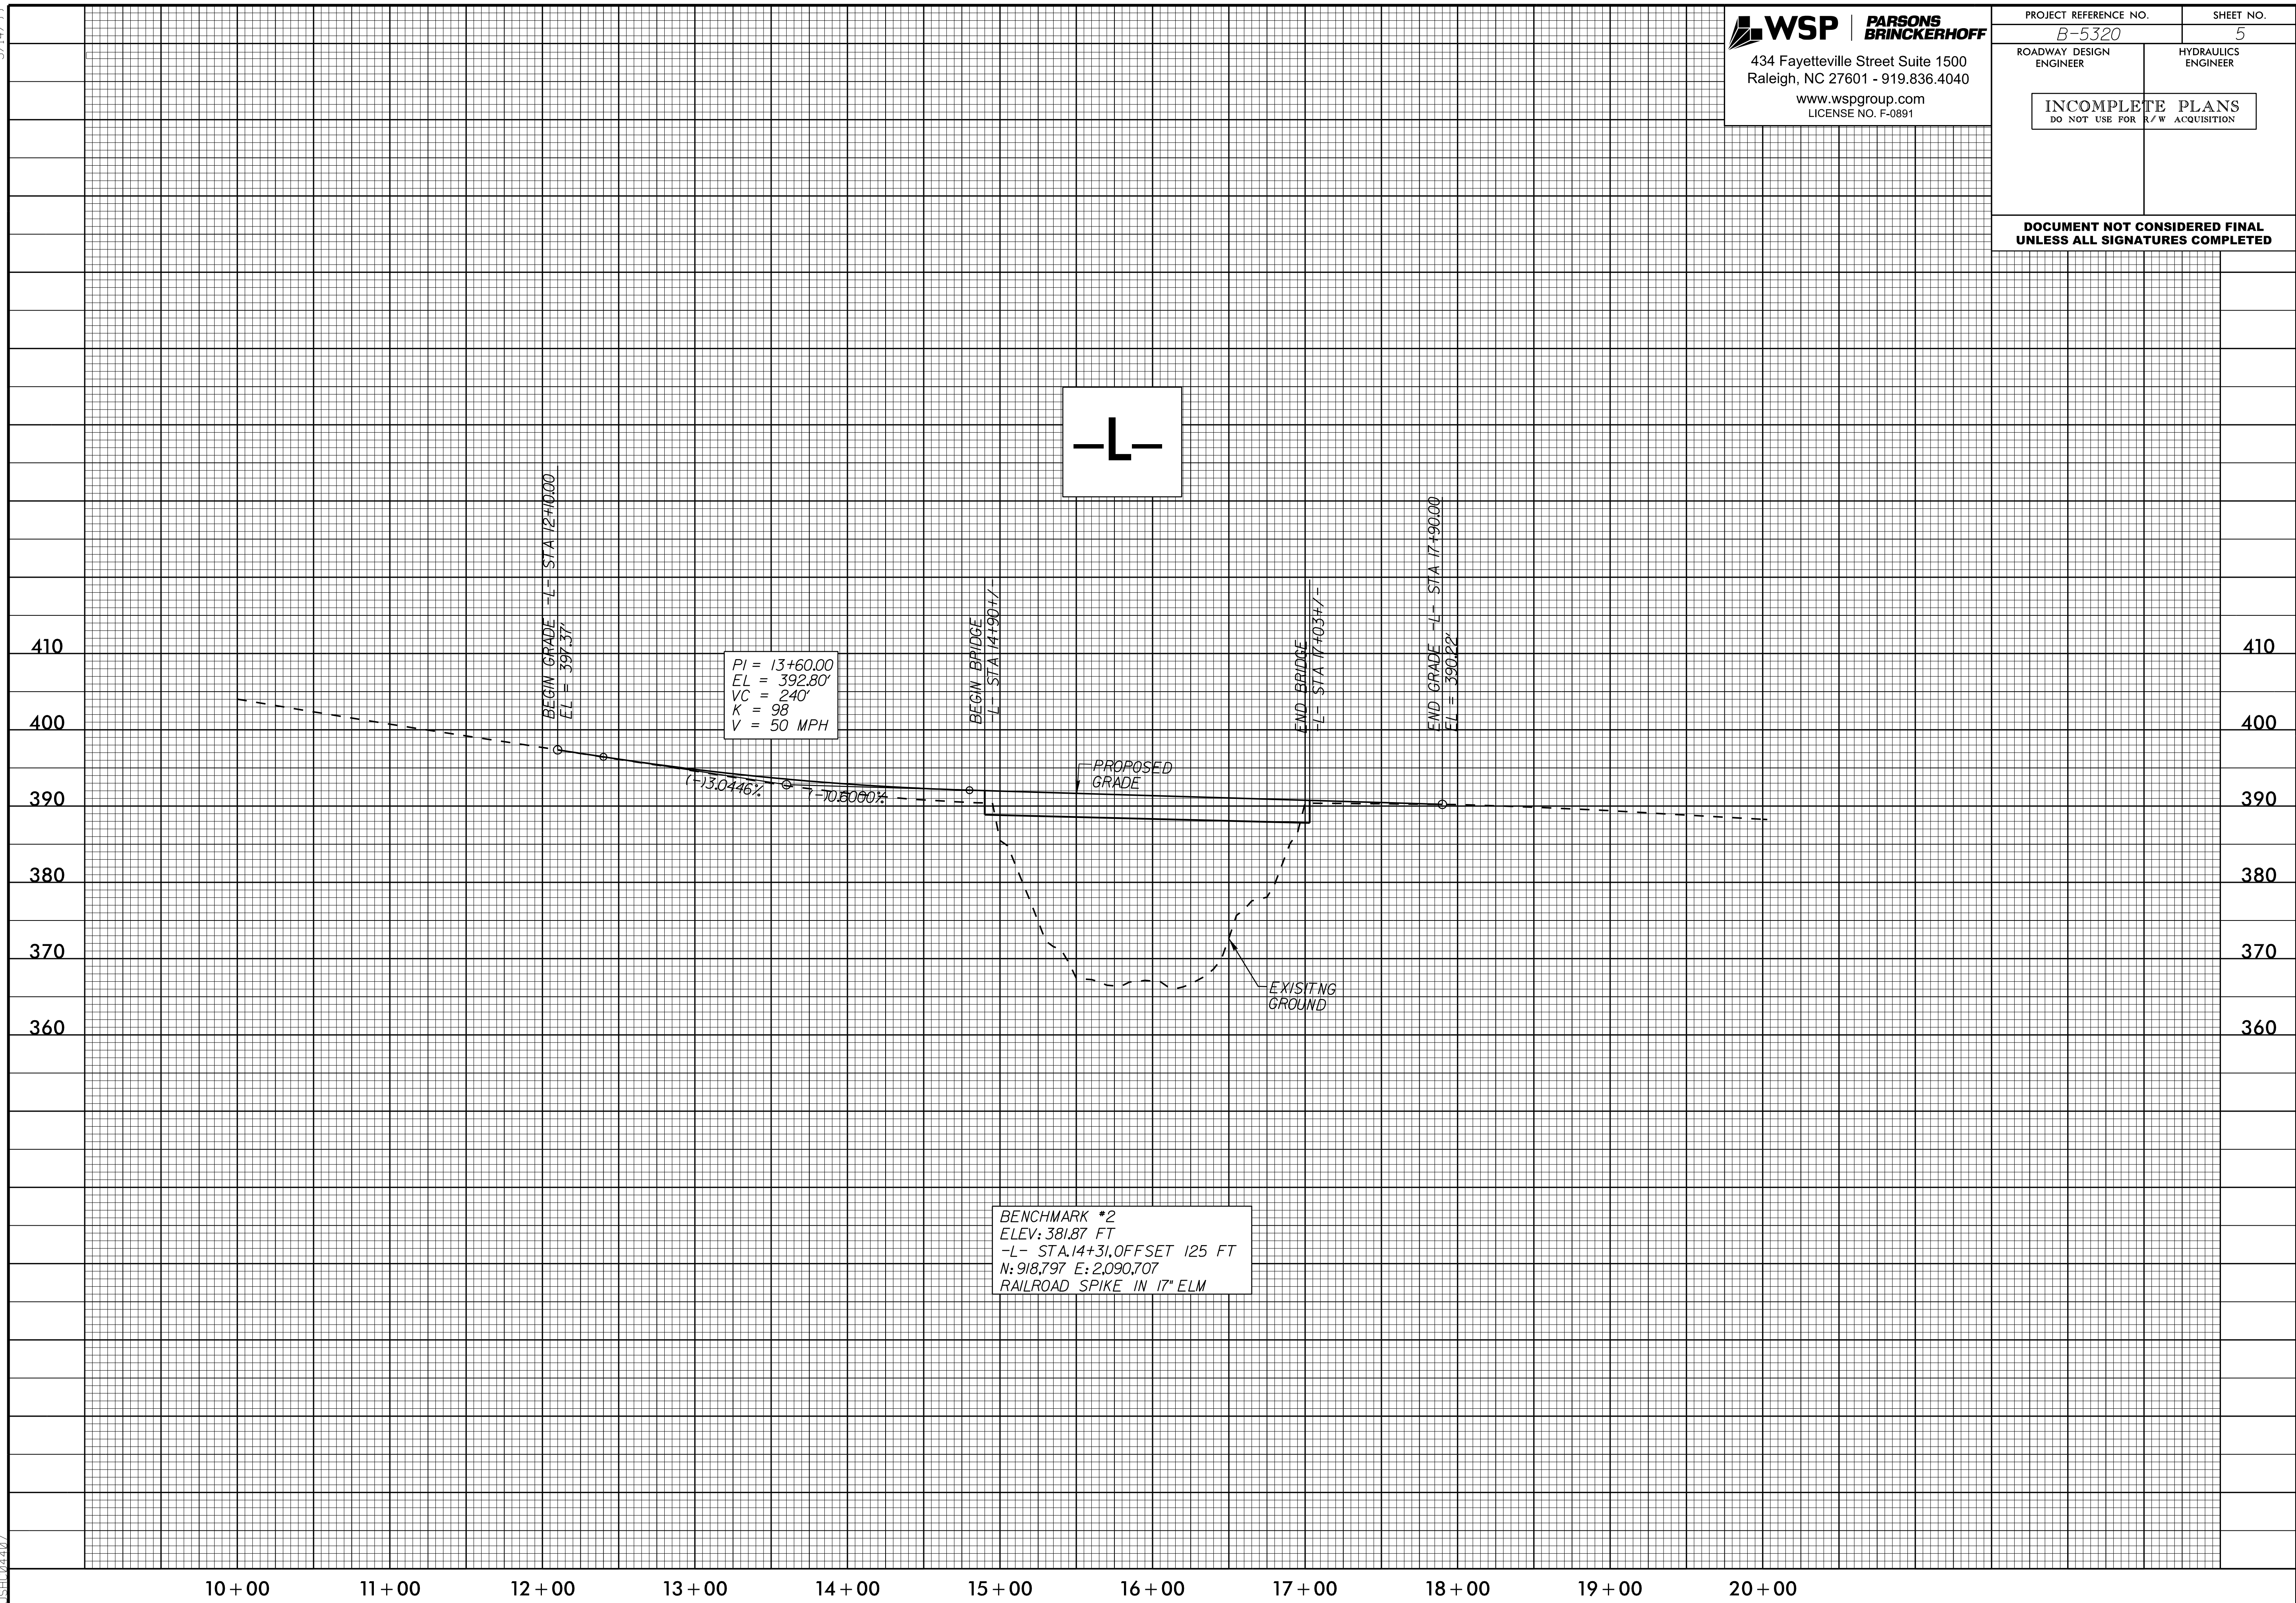 WSP | PARSONS BRINCKERHOFF
434 Fayetteville Street Suite 1500
Raleigh, NC 27601 - 919.836.4040
www.wspgroup.com
LICENSE NO. F-0891
PROJECT REFERENCE NO.
B-5320
SHEET NO.
5
ROADWAY DESIGN
ENGINEER
HYDRAULICS
ENGINEER
INCOMPLETE PLANS
DO NOT USE FOR R/W ACQUISITION
DOCUMENT NOT CONSIDERED FINAL
UNLESS ALL SIGNATURES COMPLETED
-L-
BEGIN GRADE -L- STA 12+10.00
EL = 397.37'
PI = 13+60.00
EL = 392.80'
VC = 240'
K = 98
V = 50 MPH
BEGIN BRIDGE
-L- STA 14+90+/-
END BRIDGE
-L- STA 17+03+/-
END GRADE -L- STA 17+90.00
EL = 390.22'
(-)3.0446%
(-)0.6000%
PROPOSED
GRADE
EXISITNG
GROUND
410
400
390
380
370
360
410
400
390
380
370
360
BENCHMARK #2
ELEV: 381.87 FT
-L- STA. 14+31, OFFSET 125 FT
N: 918,797 E: 2,090,707
RAILROAD SPIKE IN 17" ELM
10+00 11+00 12+00 13+00 14+00 15+00 16+00 17+00 18+00 19+00 20+00